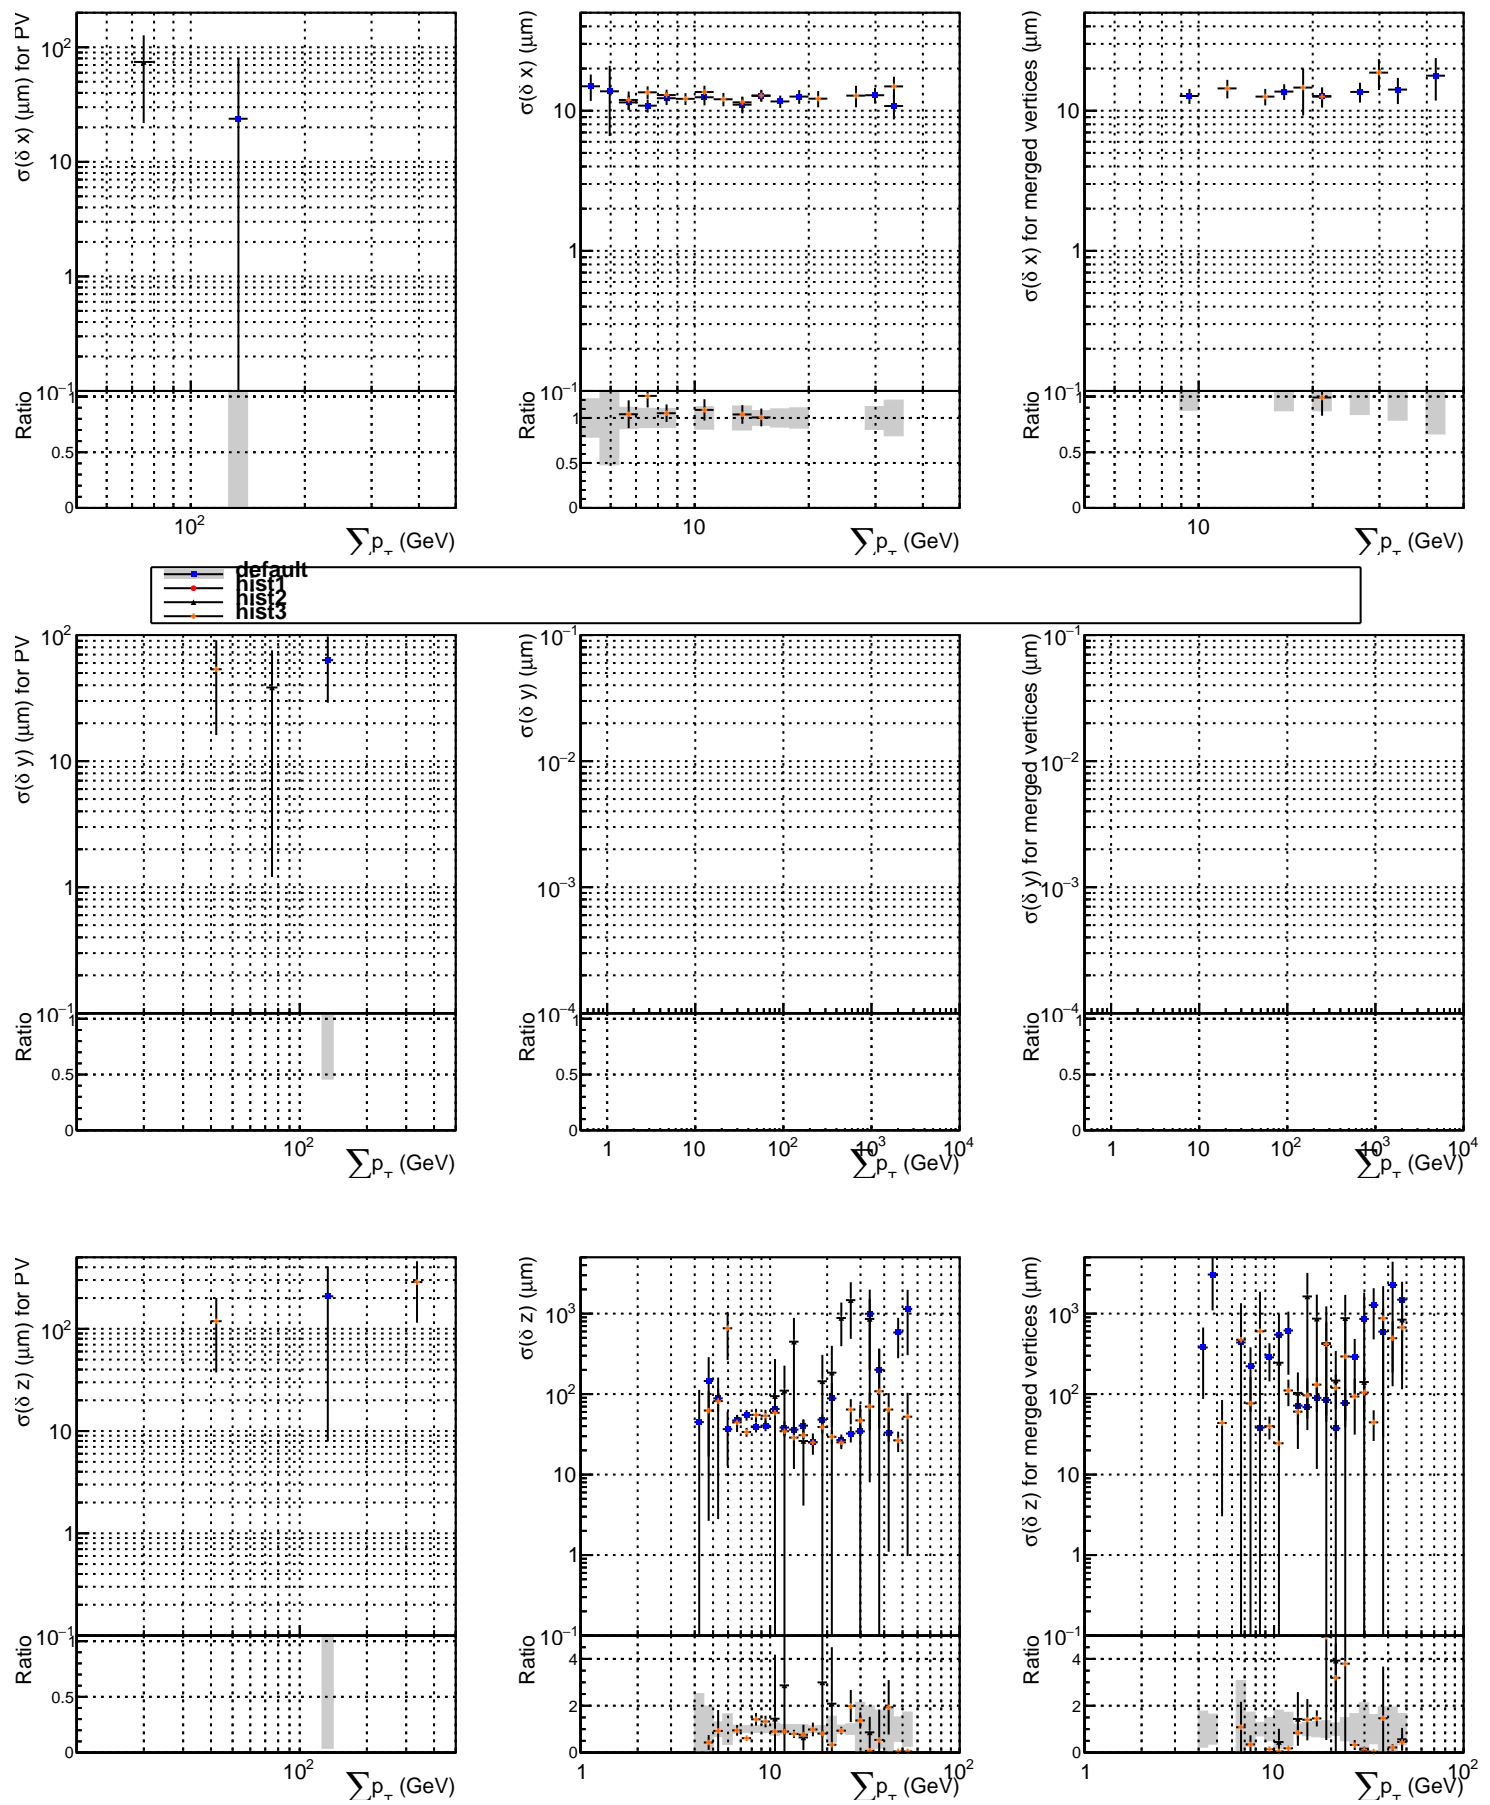 σ(δ x) (μm) for PV
10²
10
1
10⁻¹
Ratio
1
0.5
0
10²
∑p_T (GeV)
σ(δ x) (μm)
10
1
10⁻¹
Ratio
1
0.5
0
10
∑p_T (GeV)
σ(δ x) for merged vertices (μm)
10
1
10⁻¹
Ratio
1
0.5
0
10
∑p_T (GeV)
default
hist1
hist2
hist3
σ(δ y) (μm) for PV
10²
10
1
10⁻¹
Ratio
1
0.5
0
10²
∑p_T (GeV)
σ(δ y) (μm)
10⁻¹
10⁻²
10⁻³
10⁻⁴
Ratio
1
0.5
0
1 10 10² 10³ 10⁴
∑p_T (GeV)
σ(δ y) for merged vertices (μm)
10⁻¹
10⁻²
10⁻³
10⁻⁴
Ratio
1
0.5
0
1 10 10² 10³ 10⁴
∑p_T (GeV)
σ(δ z) (μm) for PV
10²
10
1
10⁻¹
Ratio
1
0.5
0
10²
∑p_T (GeV)
σ(δ z) (μm)
10³
10²
10
1
10⁻¹
Ratio
4
2
0
1 10 10²
∑p_T (GeV)
σ(δ z) for merged vertices (μm)
10³
10²
10
1
10⁻¹
Ratio
4
2
0
1 10 10²
∑p_T (GeV)